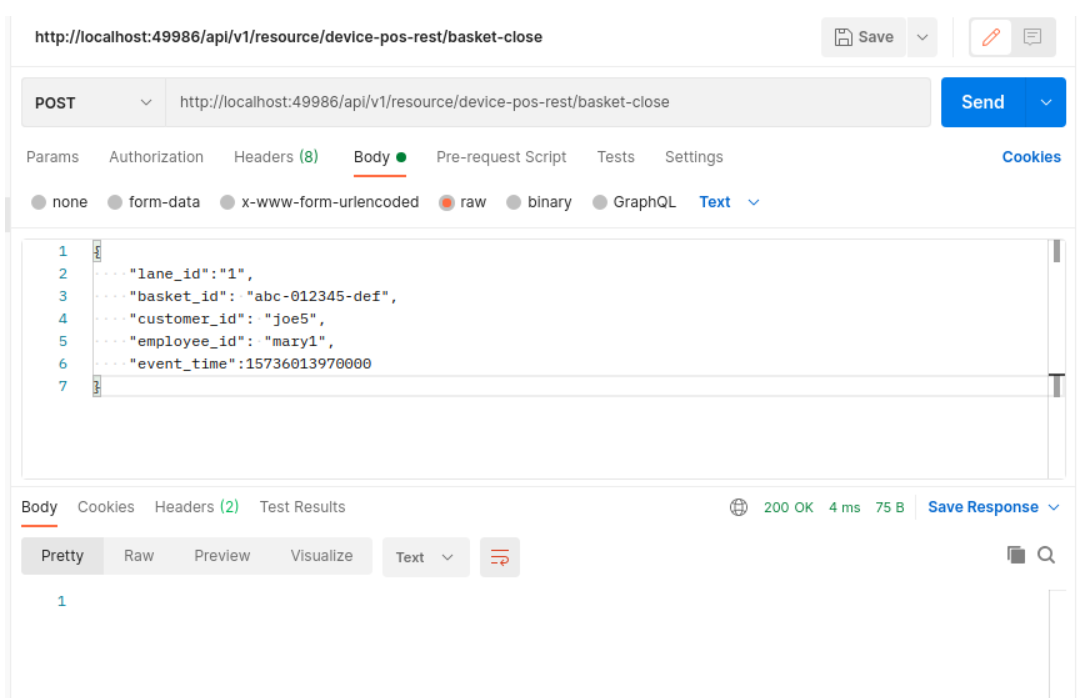 http://localhost:49986/api/v1/resource/device-pos-rest/basket-close Save
POST http://localhost:49986/api/v1/resource/device-pos-rest/basket-close Send
Params Authorization Headers (8) Body Pre-request Script Tests Settings Cookies
none form-data x-www-form-urlencoded raw binary GraphQL Text
1 {
2 ····"lane_id":"1",
3 ····"basket_id":·"abc-012345-def",
4 ····"customer_id":·"joe5",
5 ····"employee_id":·"mary1",
6 ····"event_time":15736013970000
7 }
Body Cookies Headers (2) Test Results 200 OK 4 ms 75 B Save Response
Pretty Raw Preview Visualize Text
1